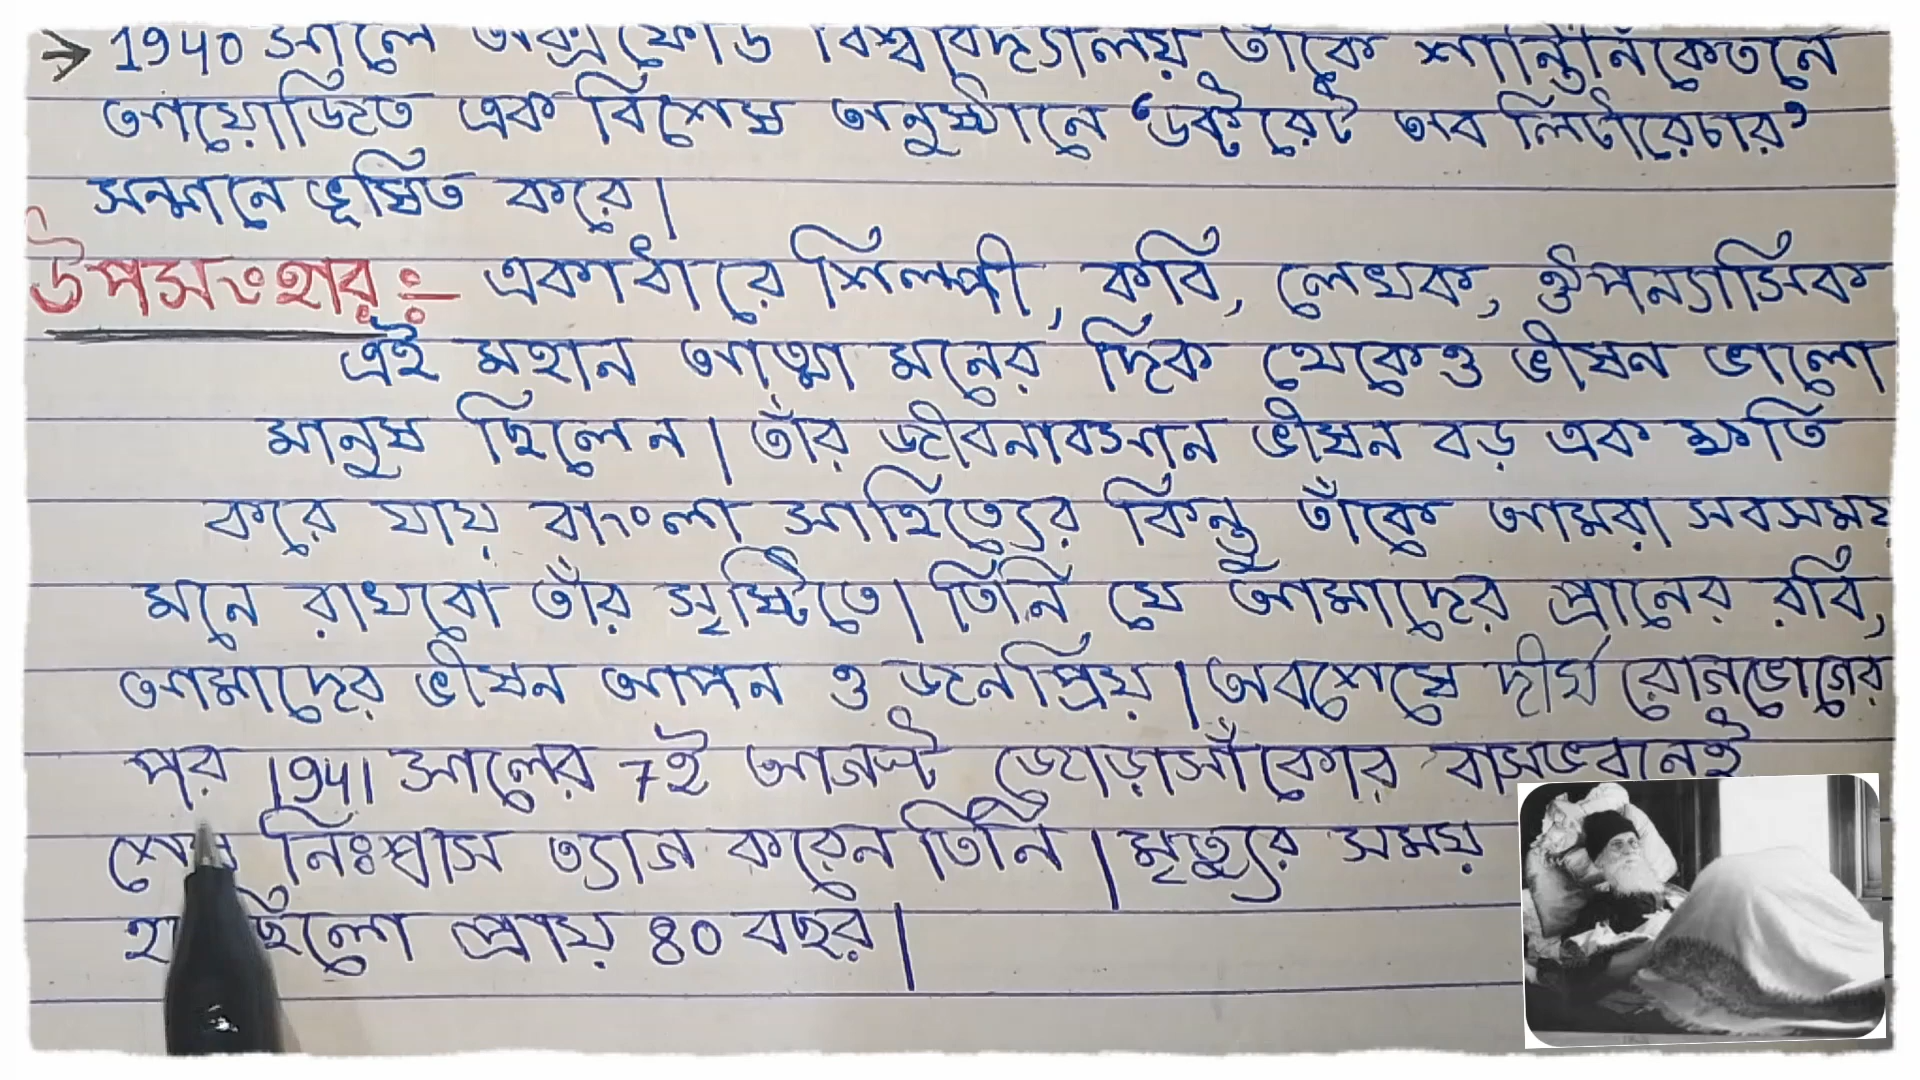 → 1940 সালে অক্সফোর্ড বিশ্ববিদ্যালয় তাঁকে শান্তিনিকেতনে
আয়োজিত এক বিশেষ অনুষ্ঠানে 'ডক্টরেট অব লিটারেচার'
সন্মানে ভূষিত করে।
উপসংহার :- একাধারে শিল্পী, কবি, লেখক, ঔপন্যাসিক
এই মহান আত্মা মনের দিক থেকেও ভীষন ভালো
মানুষ ছিলেন। তাঁর জীবনাবসান ভীষন বড় এক ক্ষতি
করে যায় বাংলা সাহিত্যের কিন্তু তাঁকে আমরা সবসময়
মনে রাখবো তাঁর সৃষ্টিতে। তিনি যে আমাদের প্রানের রবি,
আমাদের ভীষন আপন ও জনপ্রিয়। অবশেষে দীর্ঘ রোগভোগের
পর 1941 সালের 7ই আগস্ট জোড়াসাঁকোর বাসভবনেই
শেষ নিঃশ্বাস ত্যাগ করেন তিনি। মৃত্যুর সময়
ছিলো প্রায় 80 বছর।